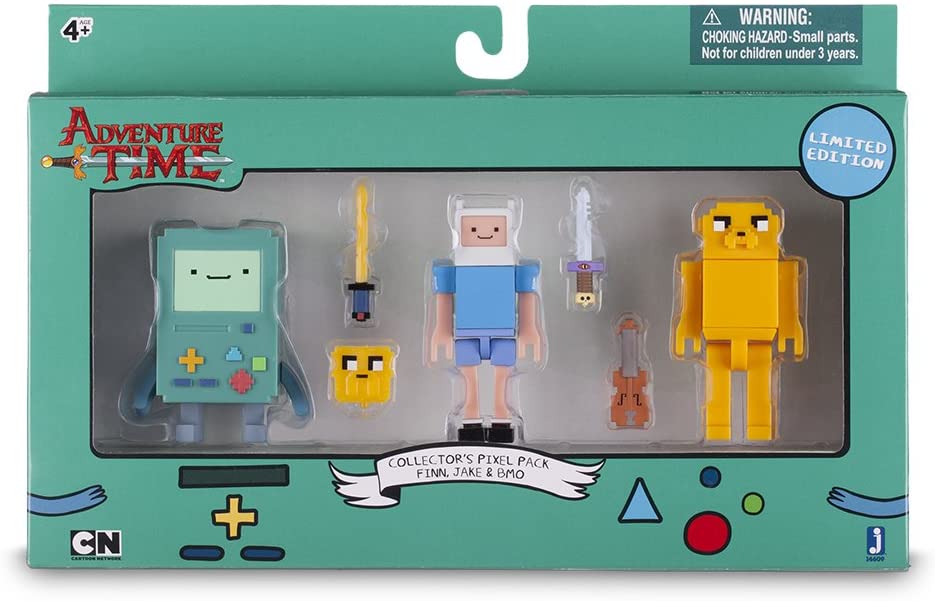 4+ AGE
WARNING:
CHOKING HAZARD-Small parts.
Not for children under 3 years.
ADVENTURE
TIME
LIMITED
EDITION
COLLECTOR'S PIXEL PACK
FINN, JAKE & BMO
CN
CARTOON NETWORK
j
16609